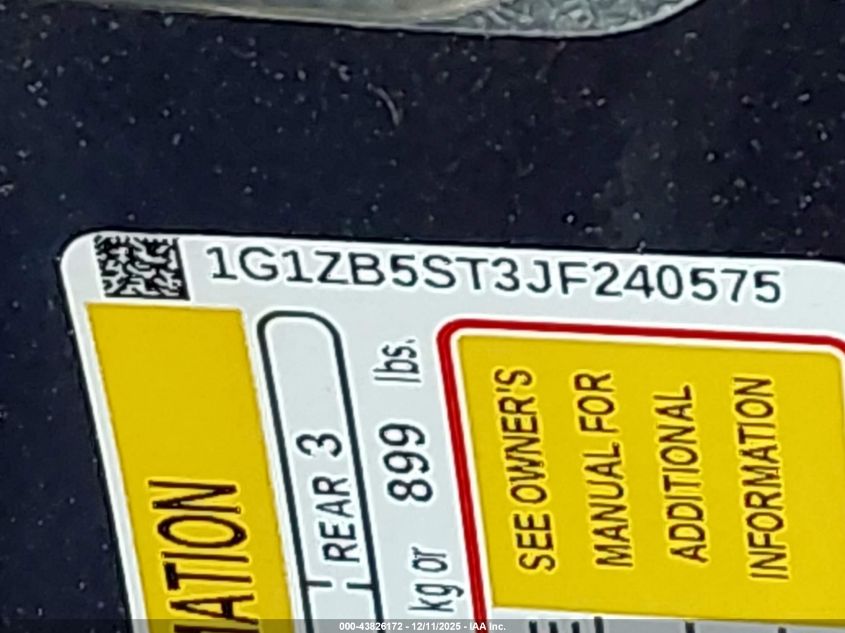 1G1ZB5ST3JF240575
MATION
REAR 3
kg or 899 lbs.
SEE OWNER'S
MANUAL FOR
ADDITIONAL
INFORMATION
000-43826172 - 12/11/2025 - IAA Inc.